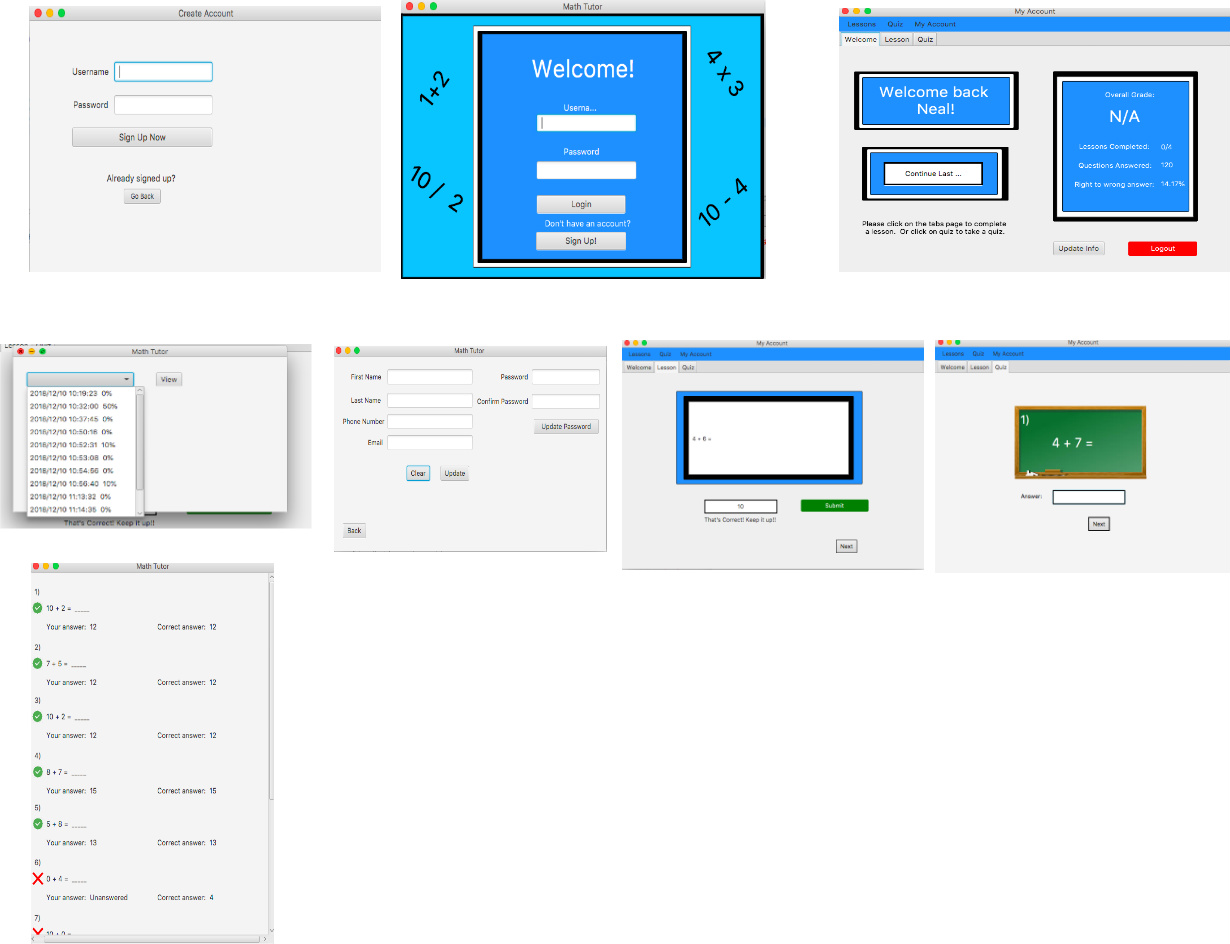 Create Account
Username
Password
Sign Up Now
Already signed up?
Go Back
Math Tutor
1+2
4 x 3
10 / 2
10 - 4
Welcome!
Userna...
Password
Login
Don't have an account?
Sign Up!
My Account
Lessons Quiz My Account
Welcome Lesson Quiz
Welcome back
Neal!
Continue Last ...
Please click on the tabs page to complete
a lesson. Or click on quiz to take a quiz.
Overall Grade:
N/A
Lessons Completed: 0/4
Questions Answered: 120
Right to wrong answer: 14.17%
Update Info
Logout
Math Tutor
View
2018/12/10 10:19:23 0%
2018/12/10 10:32:00 50%
2018/12/10 10:37:45 0%
2018/12/10 10:50:16 0%
2018/12/10 10:52:31 10%
2018/12/10 10:53:08 0%
2018/12/10 10:54:56 0%
2018/12/10 10:56:40 10%
2018/12/10 11:13:32 0%
2018/12/10 11:14:35 0%
That's Correct! Keep it up!!
Math Tutor
First Name
Password
Last Name
Confirm Password
Phone Number
Update Password
Email
Clear
Update
Back
My Account
Lessons Quiz My Account
Welcome Lesson Quiz
4 + 6 =
10
Submit
That's Correct! Keep it up!!
Next
My Account
Lessons Quiz My Account
Welcome Lesson Quiz
1)
4 + 7 =
Answer:
Next
Math Tutor
1)
10 + 2 = ____
Your answer: 12 Correct answer: 12
2)
Your answer: 12 Correct answer: 12
3)
10 + 2 = ____
Your answer: 12 Correct answer: 12
4)
8 + 7 = ____
Your answer: 15 Correct answer: 15
5)
5 + 8 = ____
Your answer: 13 Correct answer: 13
6)
0 + 4 = ____
Your answer: Unanswered Correct answer: 4
7)